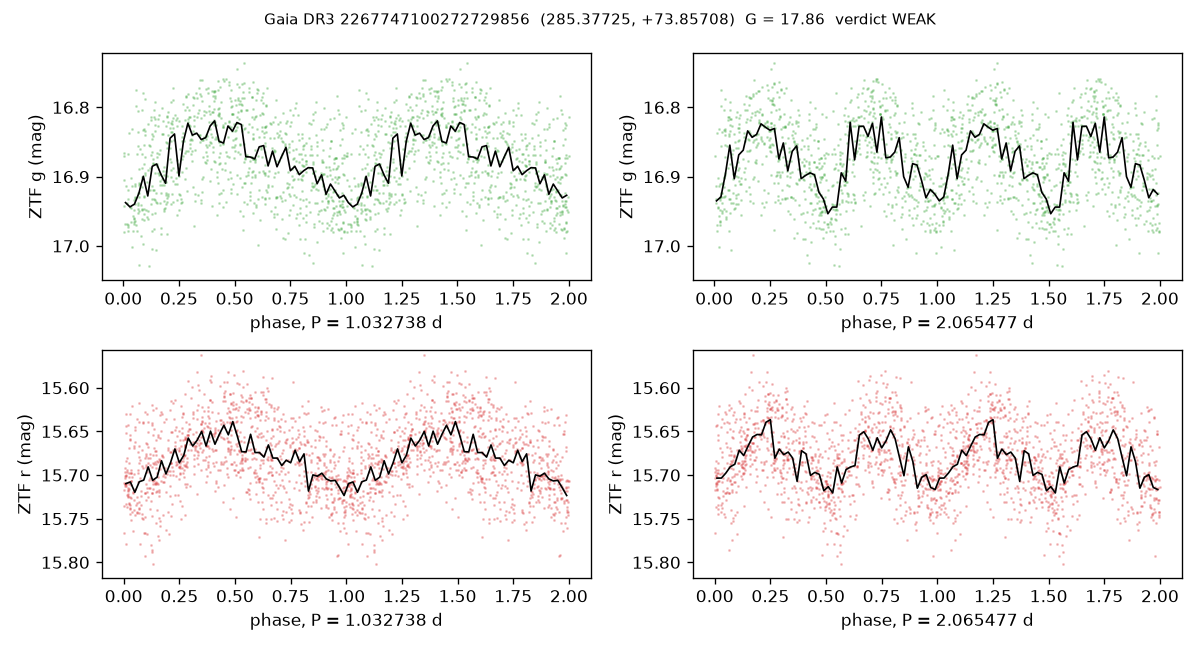 Gaia DR3 2267747100272729856 (285.37725, +73.85708) G = 17.86 verdict WEAK
ZTF g (mag)
16.8
16.9
17.0
0.00 0.25 0.50 0.75 1.00 1.25 1.50 1.75 2.00
phase, P = 1.032738 d
ZTF g (mag)
16.8
16.9
17.0
0.00 0.25 0.50 0.75 1.00 1.25 1.50 1.75 2.00
phase, P = 2.065477 d
ZTF r (mag)
15.60
15.65
15.70
15.75
15.80
0.00 0.25 0.50 0.75 1.00 1.25 1.50 1.75 2.00
phase, P = 1.032738 d
ZTF r (mag)
15.60
15.65
15.70
15.75
15.80
0.00 0.25 0.50 0.75 1.00 1.25 1.50 1.75 2.00
phase, P = 2.065477 d